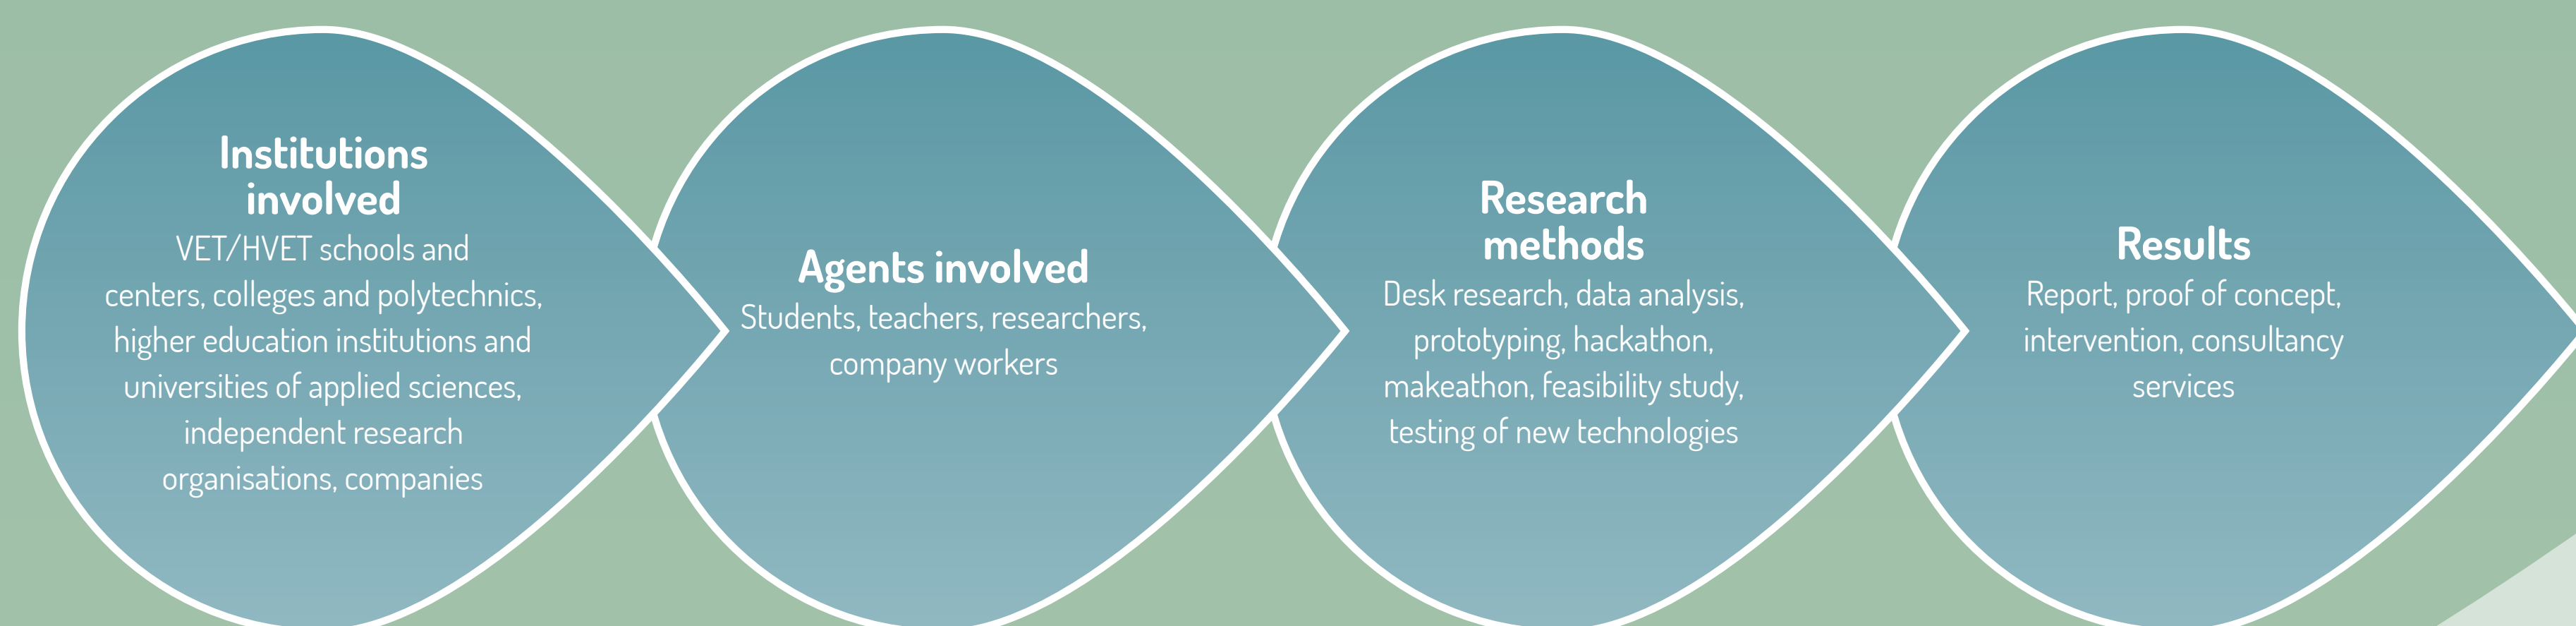 Institutions
involved
VET/HVET schools and
centers, colleges and polytechnics,
higher education institutions and
universities of applied sciences,
independent research
organisations, companies
Agents involved
Students, teachers, researchers,
company workers
Research
methods
Desk research, data analysis,
prototyping, hackathon,
makeathon, feasibility study,
testing of new technologies
Results
Report, proof of concept,
intervention, consultancy
services